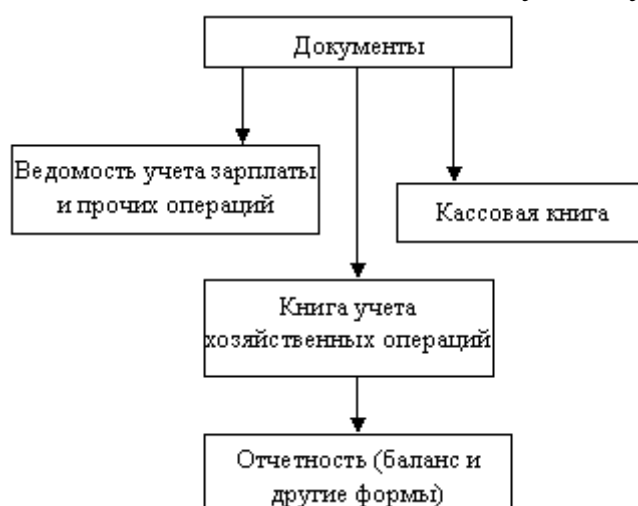 Документы
Ведомость учета зарплаты
и прочих операций
Кассовая книга
Книга учета
хозяйственных операций
Отчетность (баланс и
другие формы)